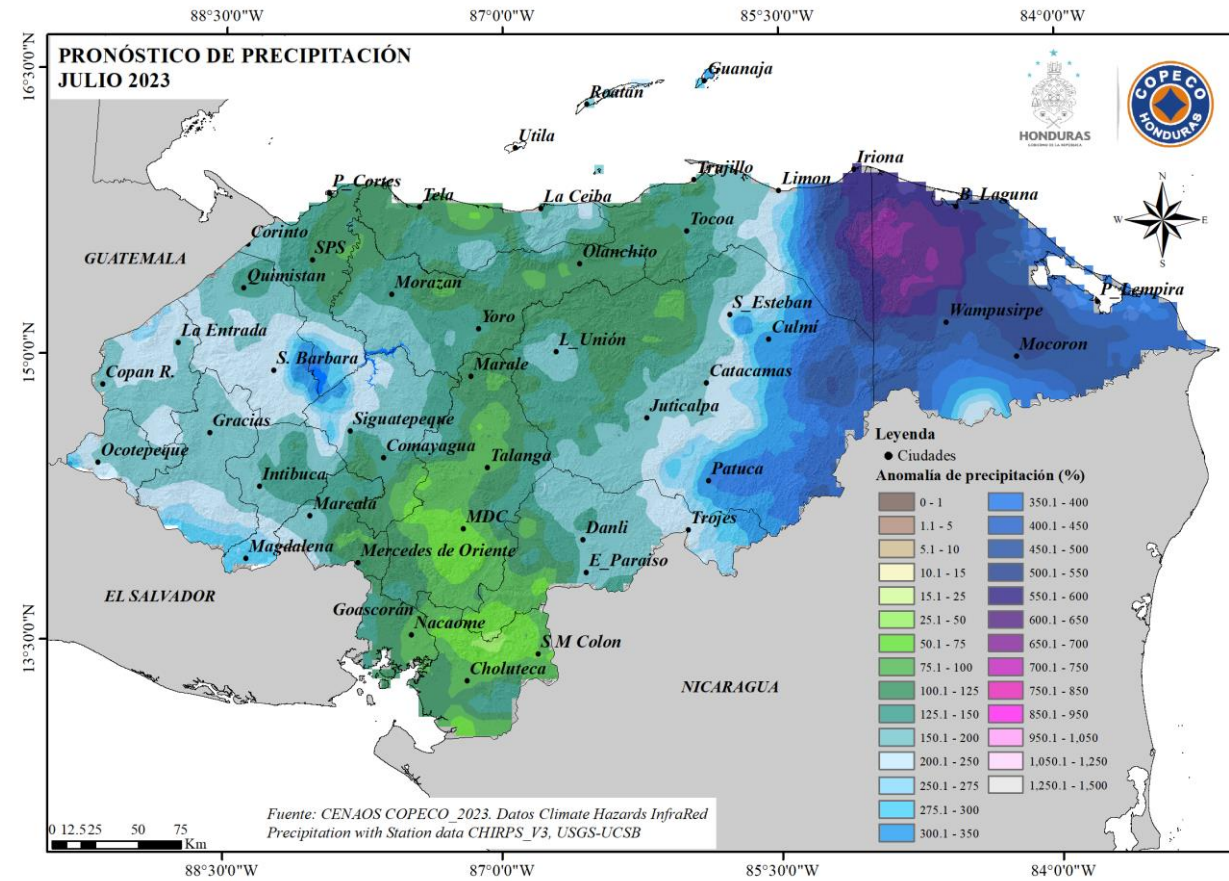 88°30'0"W
87°0'0"W
85°30'0"W
84°0'0"W
PRONÓSTICO DE PRECIPITACIÓN
JULIO 2023
16°30'0"N
15°0'0"N
13°30'0"N
Guanaja
Roatán
Utila
HONDURAS
GOBIERNO DE LA REPÚBLICA
COPECO
HONDURAS
N
W
E
S
Iriona
Trujillo
Limon
P_Cortes
Tela
La Ceiba
B_Laguna
Tocoa
Corinto
SPS
Olanchito
GUATEMALA
Quimistan
Morazan
P_Lempira
S_Esteban
Wampusirpe
Yoro
Culmi
La Entrada
L_Unión
S. Barbara
Marale
Mocoron
Copan R.
Catacamas
Juticalpa
Gracias
Siguatepeque
Comayagua
Ocotepeque
Talanga
Intibuca
Patuca
Marcala
MDC
Danli
Trojes
Magdalena
Mercedes de Oriente
E_Paraiso
EL SALVADOR
Goascorán
Nacaome
S M Colon
Choluteca
NICARAGUA
Leyenda
Ciudades
Anomalía de precipitación (%)
0 - 1
1.1 - 5
5.1 - 10
10.1 - 15
15.1 - 25
25.1 - 50
50.1 - 75
75.1 - 100
100.1 - 125
125.1 - 150
150.1 - 200
200.1 - 250
250.1 - 275
275.1 - 300
300.1 - 350
350.1 - 400
400.1 - 450
450.1 - 500
500.1 - 550
550.1 - 600
600.1 - 650
650.1 - 700
700.1 - 750
750.1 - 850
850.1 - 950
950.1 - 1,050
1,050.1 - 1,250
1,250.1 - 1,500
Fuente: CENAOS COPECO_2023. Datos Climate Hazards InfraRed
Precipitation with Station data CHIRPS_V3, USGS-UCSB
0 12.5 25 50 75
Km
88°30'0"W
87°0'0"W
85°30'0"W
84°0'0"W